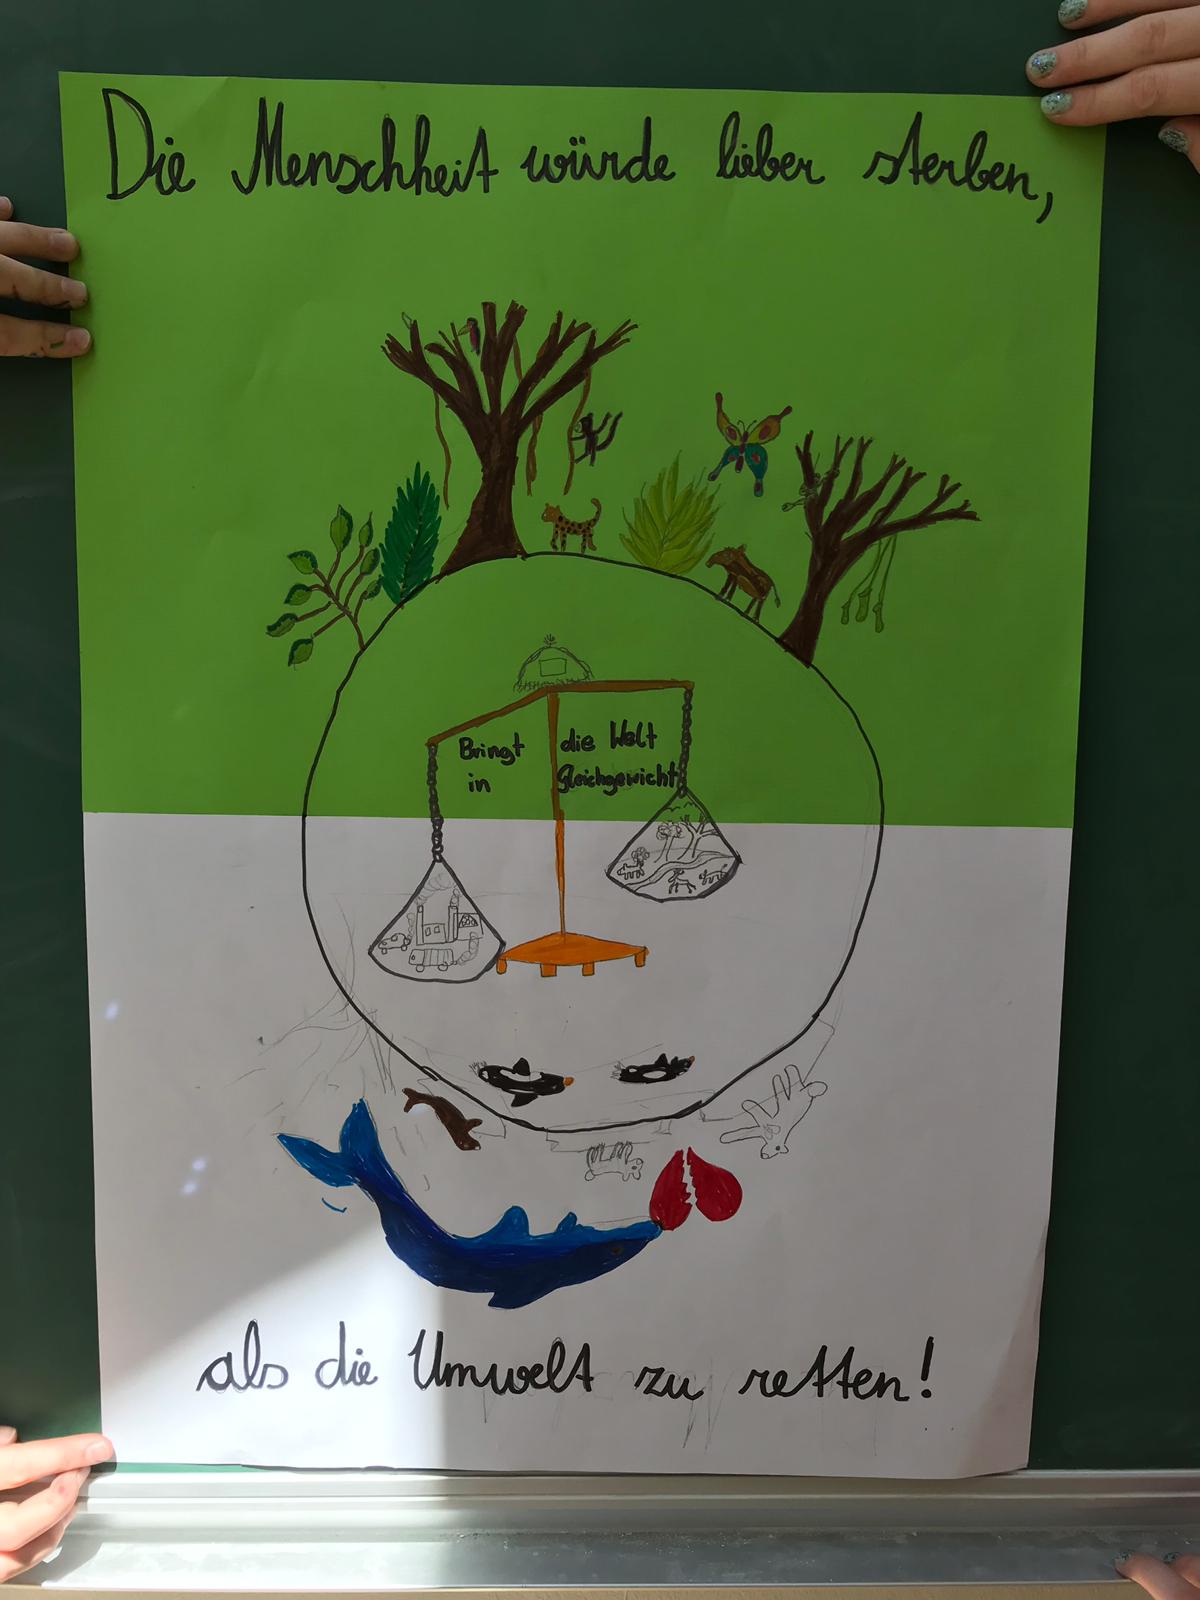 Die Menschheit würde lieber sterben,
Bringt die Welt
in Gleichgewicht
als die Umwelt zu retten!